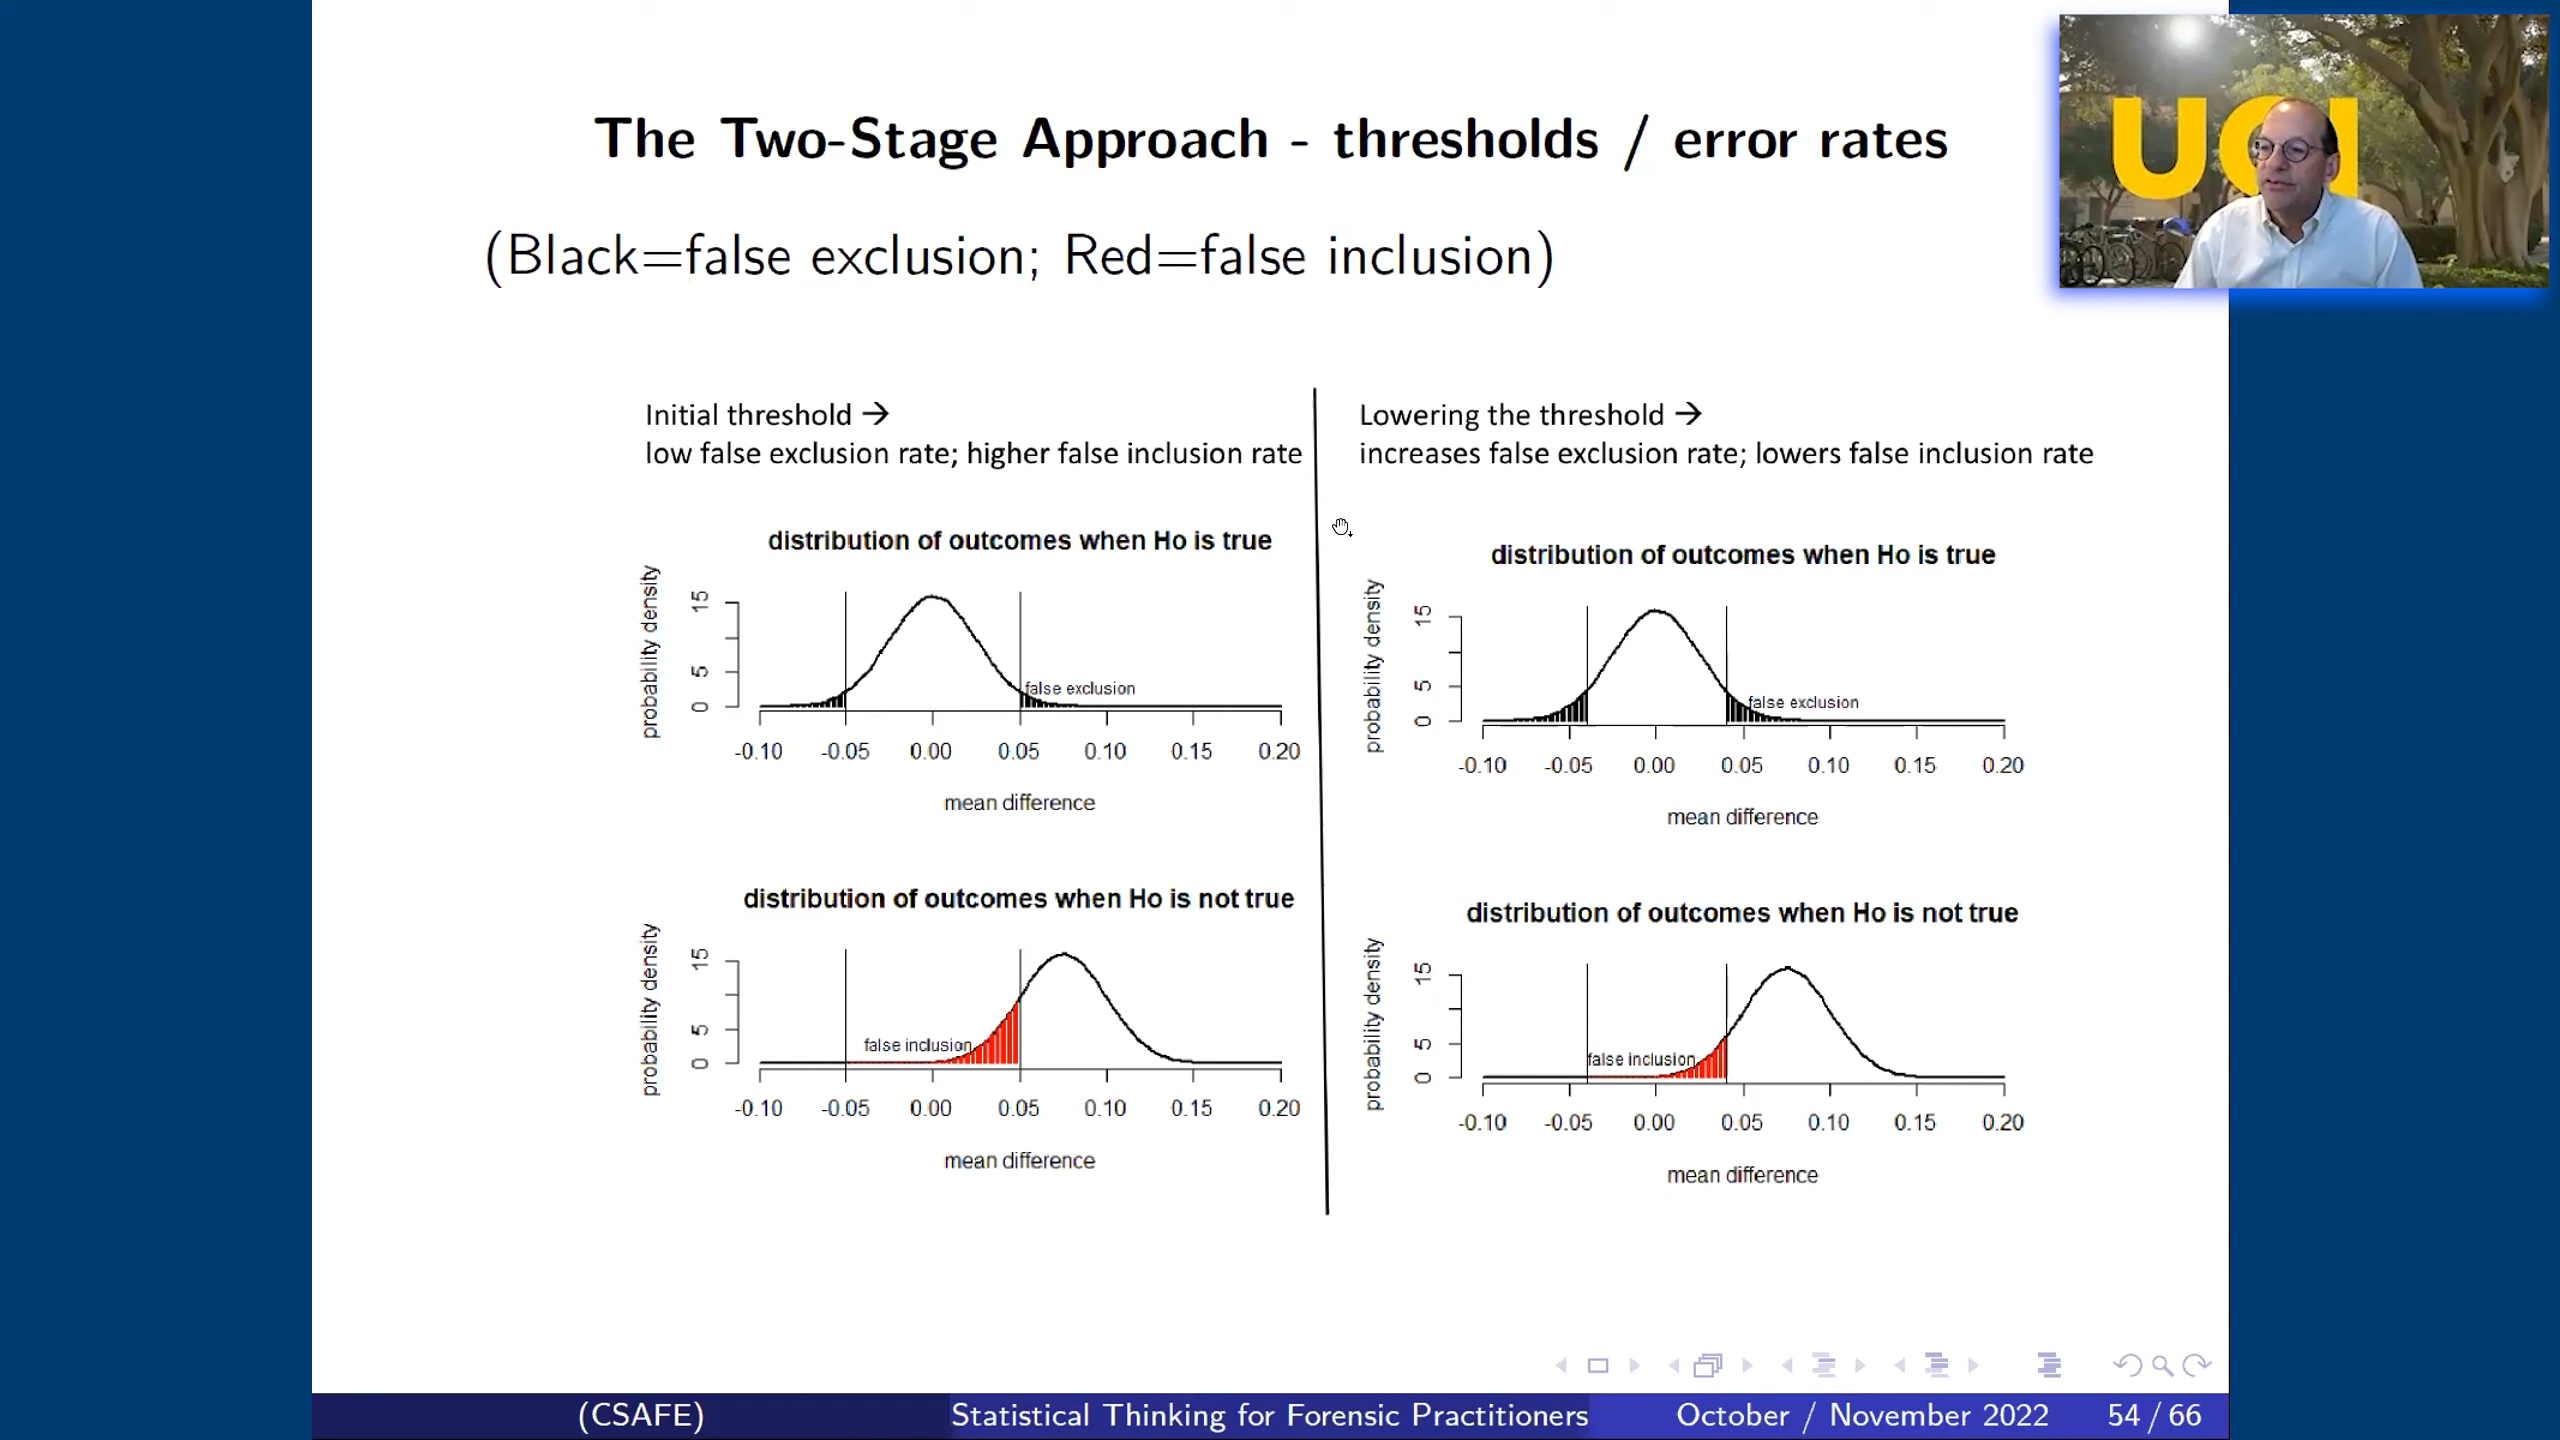 The Two-Stage Approach - thresholds / error rates
UCI
(Black=false exclusion; Red=false inclusion)
Initial threshold →
low false exclusion rate; higher false inclusion rate
distribution of outcomes when Ho is true
probability density
15
5
0
false exclusion
-0.10 -0.05 0.00 0.05 0.10 0.15 0.20
mean difference
distribution of outcomes when Ho is not true
probability density
15
5
0
false inclusion
-0.10 -0.05 0.00 0.05 0.10 0.15 0.20
mean difference
Lowering the threshold →
increases false exclusion rate; lowers false inclusion rate
distribution of outcomes when Ho is true
probability density
15
5
0
false exclusion
-0.10 -0.05 0.00 0.05 0.10 0.15 0.20
mean difference
distribution of outcomes when Ho is not true
probability density
15
5
0
false inclusion
-0.10 -0.05 0.00 0.05 0.10 0.15 0.20
mean difference
(CSAFE) Statistical Thinking for Forensic Practitioners October / November 2022 54 / 66